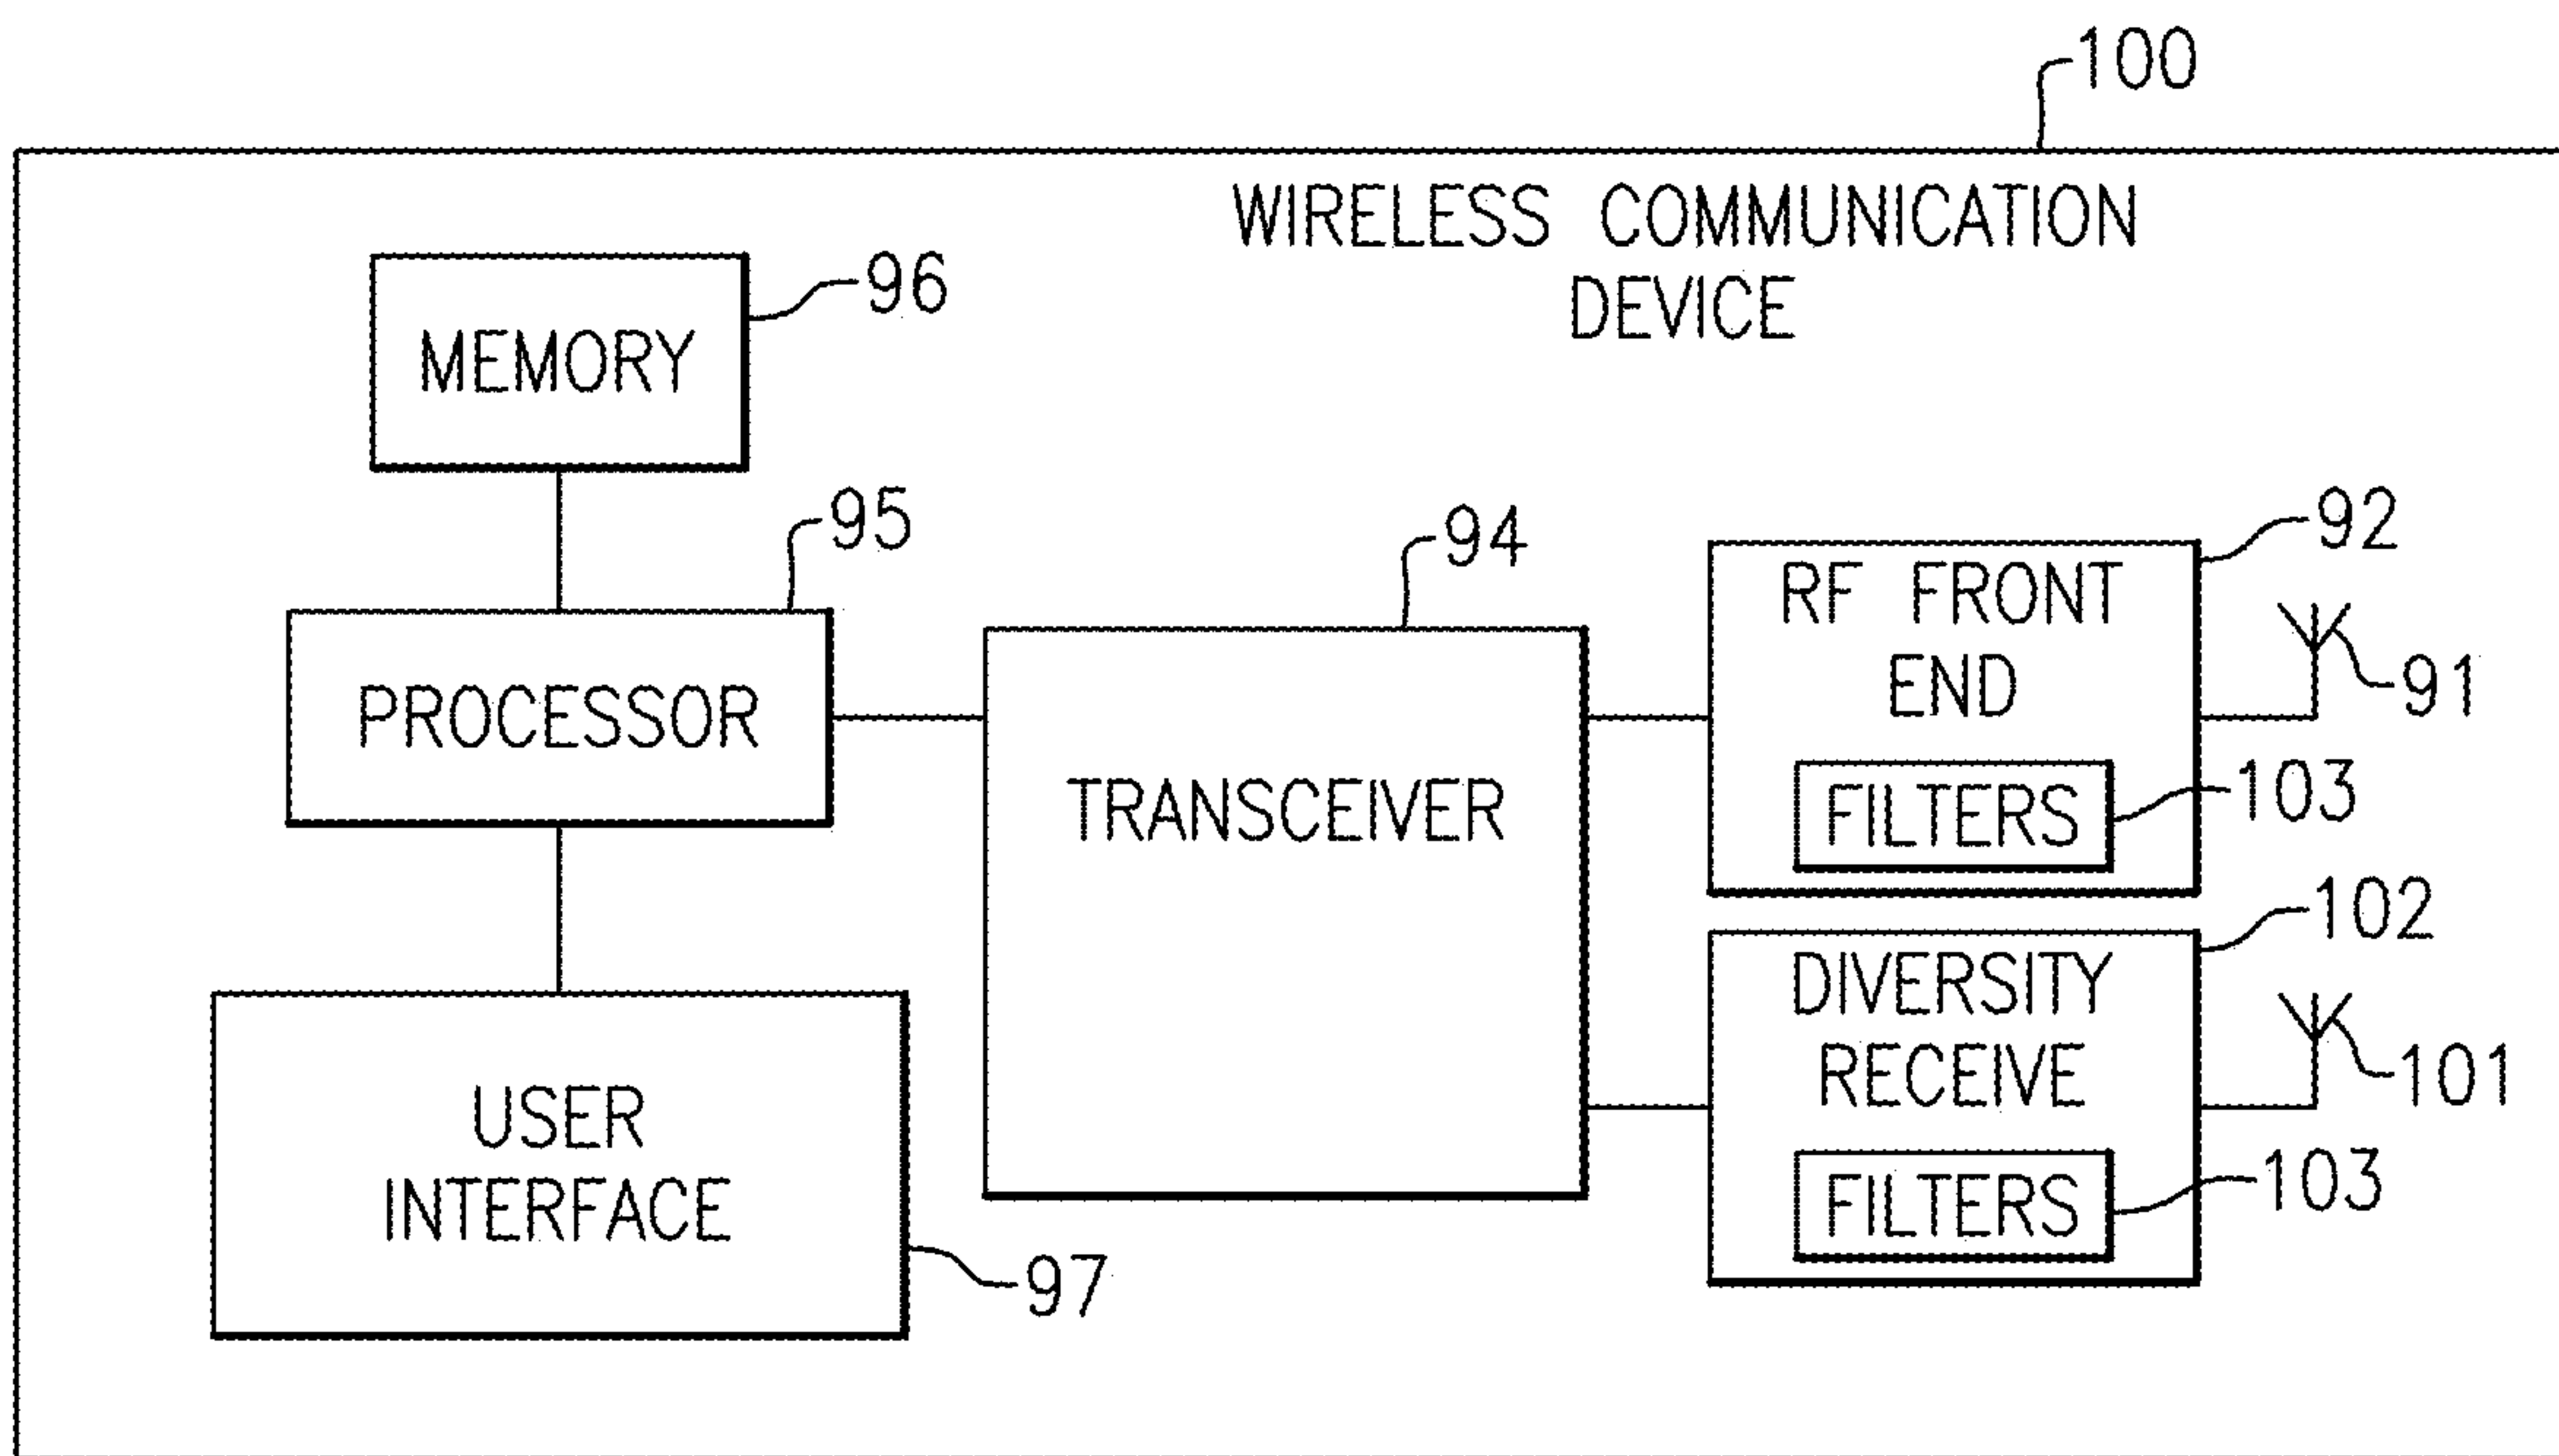 100
WIRELESS COMMUNICATION
DEVICE
MEMORY
96
95
PROCESSOR
94
TRANSCEIVER
92
RF FRONT
END
91
FILTERS
103
102
DIVERSITY
RECEIVE
101
FILTERS
103
USER
INTERFACE
97